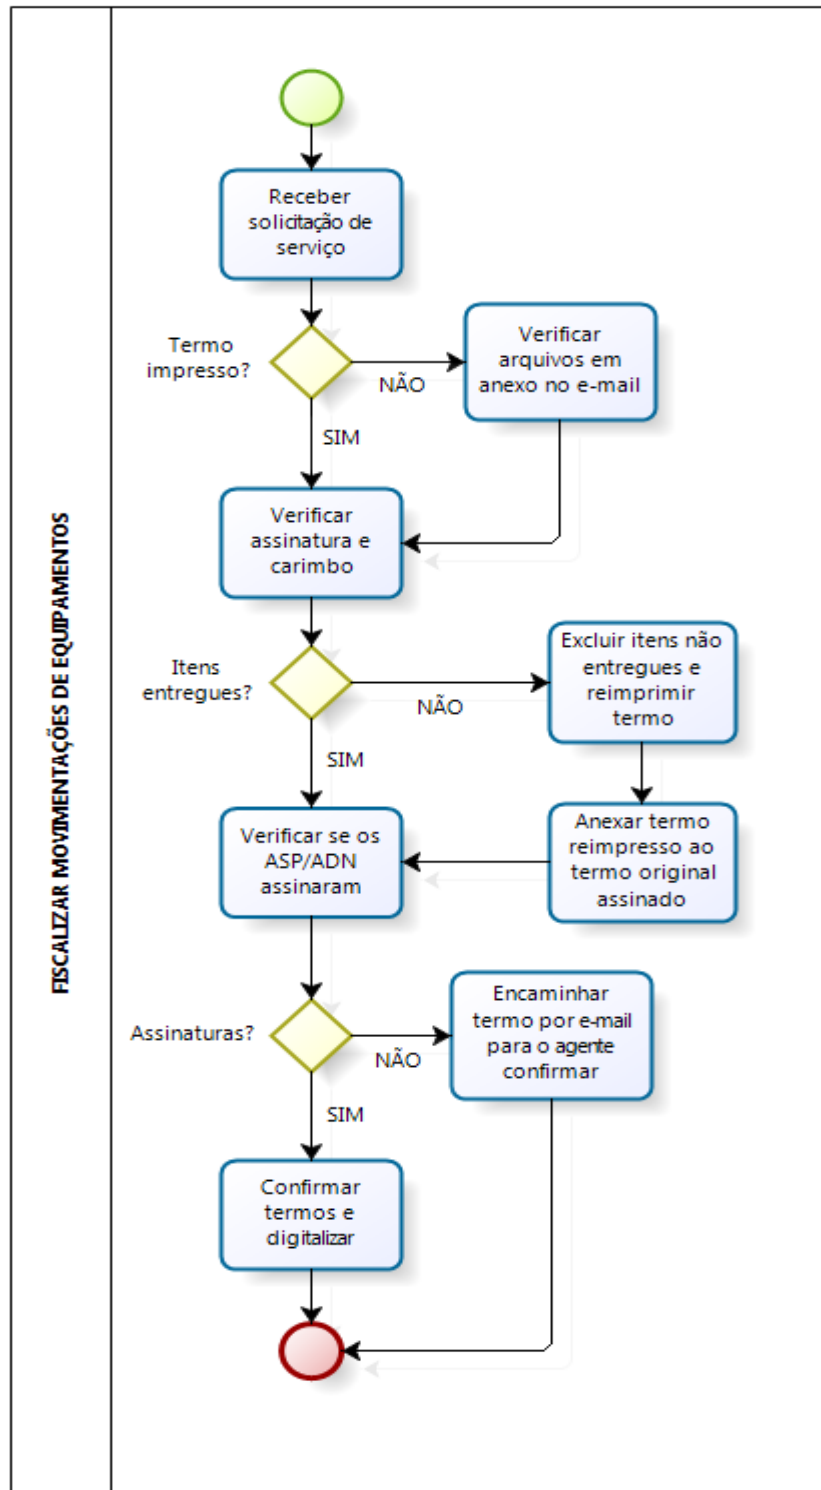 FISCALIZAR MOVIMENTAÇÕES DE EQUIPAMENTOS
Receber
solicitação de
serviço
Termo
impresso?
NÃO
Verificar
arquivos em
anexo no e-mail
SIM
Verificar
assinatura e
carimbo
Itens
entregues?
NÃO
Excluir itens não
entregues e
reimprimir
termo
SIM
Verificar se os
ASP/ADN
assinaram
Anexar termo
reimpresso ao
termo original
assinado
Assinaturas?
NÃO
Encaminhar
termo por e-mail
para o agente
confirmar
SIM
Confirmar
termos e
digitalizar